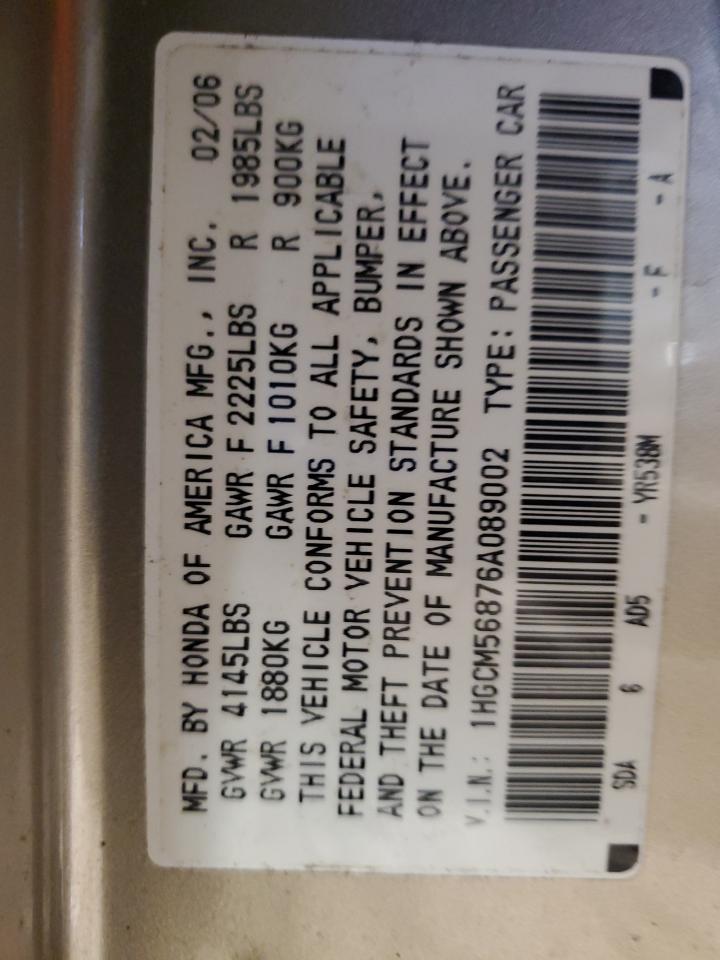 MFD. BY HONDA OF AMERICA MFG., INC. 02/06
GVWR 4145LBS GAWR F 2225LBS R 1985LBS
GVWR 1880KG GAWR F 1010KG R 900KG
THIS VEHICLE CONFORMS TO ALL APPLICABLE
FEDERAL MOTOR VEHICLE SAFETY, BUMPER,
AND THEFT PREVENTION STANDARDS IN EFFECT
ON THE DATE OF MANUFACTURE SHOWN ABOVE.
V.I.N.: 1HGCM56876A089002 TYPE: PASSENGER CAR
SDA 6 AD5 - YR538M - F - A